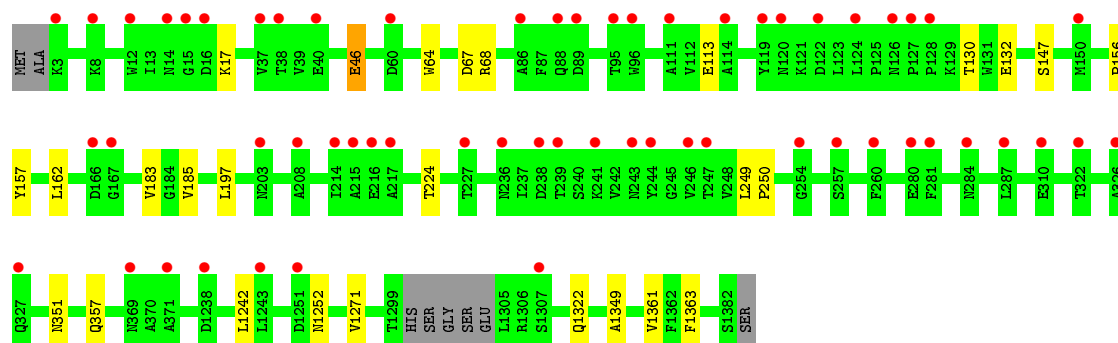 MET ALA K3 K8 W12 I13 N14 G15 D16 K17 V37 T38 V39 E40 E46 D60 W64 D67 R68 A86 F87 Q88 D89 T95 W96 A111 V112 E113 A114 Y119 N120 K121 D122 L123 L124 P125 N126 P127 P128 K129 T130 W131 E132 S147 M150 P156
Y157 L162 D166 G167 V183 G184 V185 L197 N203 A208 I214 A215 E216 A217 T224 T227 N236 I237 D238 T239 S240 K241 V242 N243 Y244 G245 V246 T247 V248 L249 P250 G254 S257 F260 E280 F281 N284 L287 E310 T322 A326
Q327 N351 Q357 N369 A370 A371 D1238 L1242 L1243 D1251 N1252 V1271 T1299 HIS SER GLY SER GLU L1305 R1306 S1307 Q1322 A1349 V1361 F1362 F1363 S1382 SER